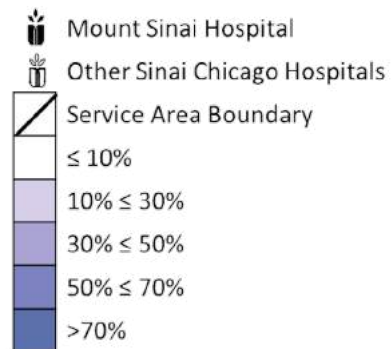 Mount Sinai Hospital
Other Sinai Chicago Hospitals
Service Area Boundary
≤ 10%
10% ≤ 30%
30% ≤ 50%
50% ≤ 70%
>70%